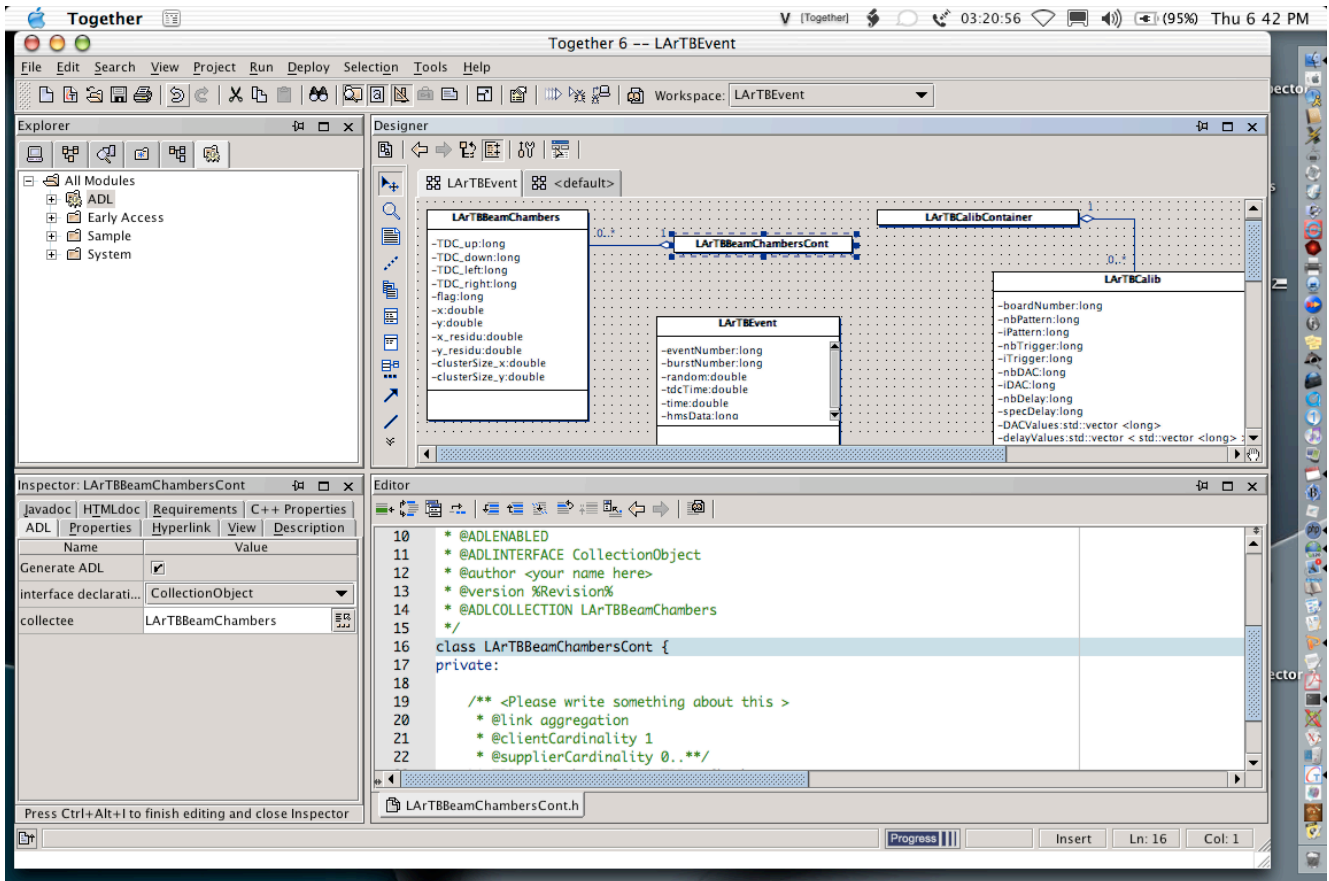 Together
V [Together] 03:20:56 (95%) Thu 6 42 PM
Together 6 -- LArTBEvent
File Edit Search View Project Run Deploy Selection Tools Help
Workspace: LArTBEvent
Explorer
All Modules
ADL
Early Access
Sample
System
Designer
LArTBEvent <default>
LArTBBeamChambers
-TDC_up:long
-TDC_down:long
-TDC_left:long
-TDC_right:long
-flag:long
-x:double
-y:double
-x_residu:double
-y_residu:double
-clusterSize_x:double
-clusterSize_y:double
0..*
1
LArTBBeamChambersCont
LArTBEvent
-eventNumber:long
-burstNumber:long
-random:double
-tdcTime:double
-time:double
-hmsData:long
LArTBCalibContainer
1
0..*
LArTBCalib
-boardNumber:long
-nbPattern:long
-iPattern:long
-nbTrigger:long
-iTrigger:long
-nbDAC:long
-iDAC:long
-nbDelay:long
-specDelay:long
-DACValues:std::vector <long>
-delayValues:std::vector < std::vector <long> :
Inspector: LArTBBeamChambersCont
Javadoc HTMLdoc Requirements C++ Properties
ADL Properties Hyperlink View Description
Name Value
Generate ADL
interface declarati... CollectionObject
collectee LArTBBeamChambers
Press Ctrl+Alt+I to finish editing and close Inspector
Editor
10 * @ADLENABLED
11 * @ADLINTERFACE CollectionObject
12 * @author <your name here>
13 * @version %Revision%
14 * @ADLCOLLECTION LArTBBeamChambers
15 */
16 class LArTBBeamChambersCont {
17 private:
18
19 /** <Please write something about this >
20 * @link aggregation
21 * @clientCardinality 1
22 * @supplierCardinality 0..**/
LArTBBeamChambersCont.h
Progress Insert Ln: 16 Col: 1